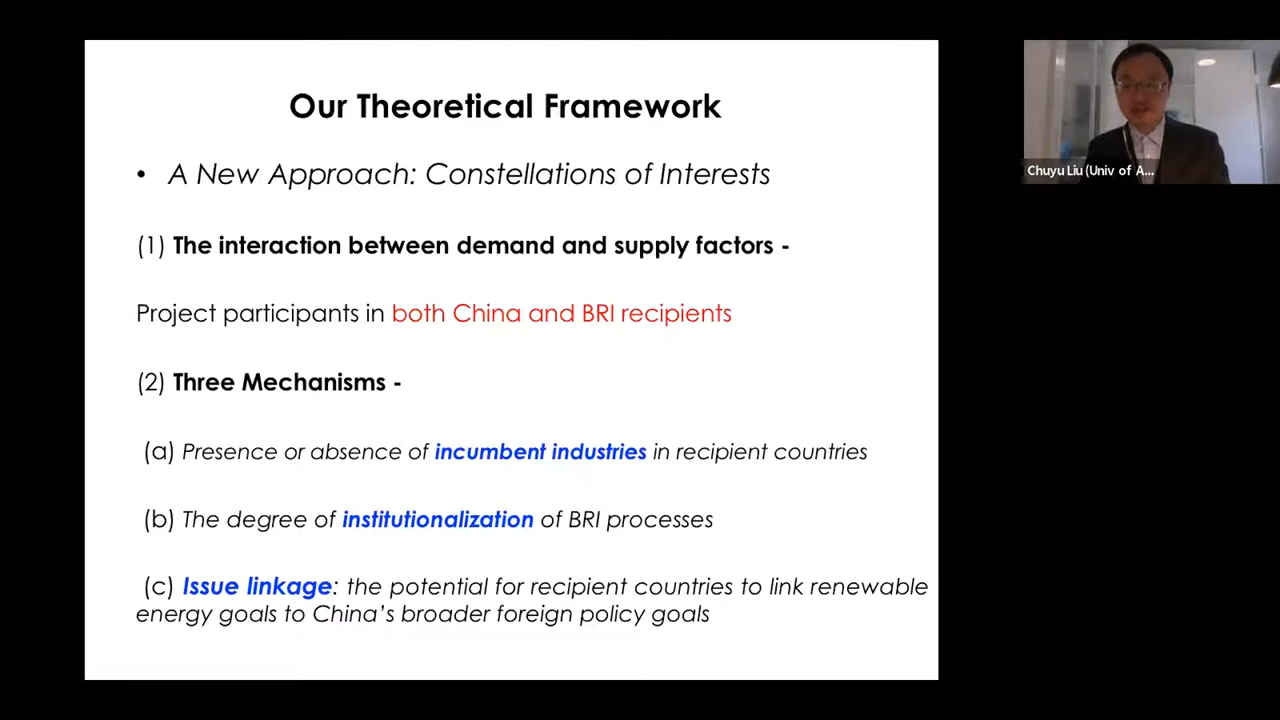 Our Theoretical Framework
• A New Approach: Constellations of Interests
(1) The interaction between demand and supply factors -
Project participants in both China and BRI recipients
(2) Three Mechanisms -
(a) Presence or absence of incumbent industries in recipient countries
(b) The degree of institutionalization of BRI processes
(c) Issue linkage: the potential for recipient countries to link renewable
energy goals to China’s broader foreign policy goals
Chuyu Liu (Univ of A...